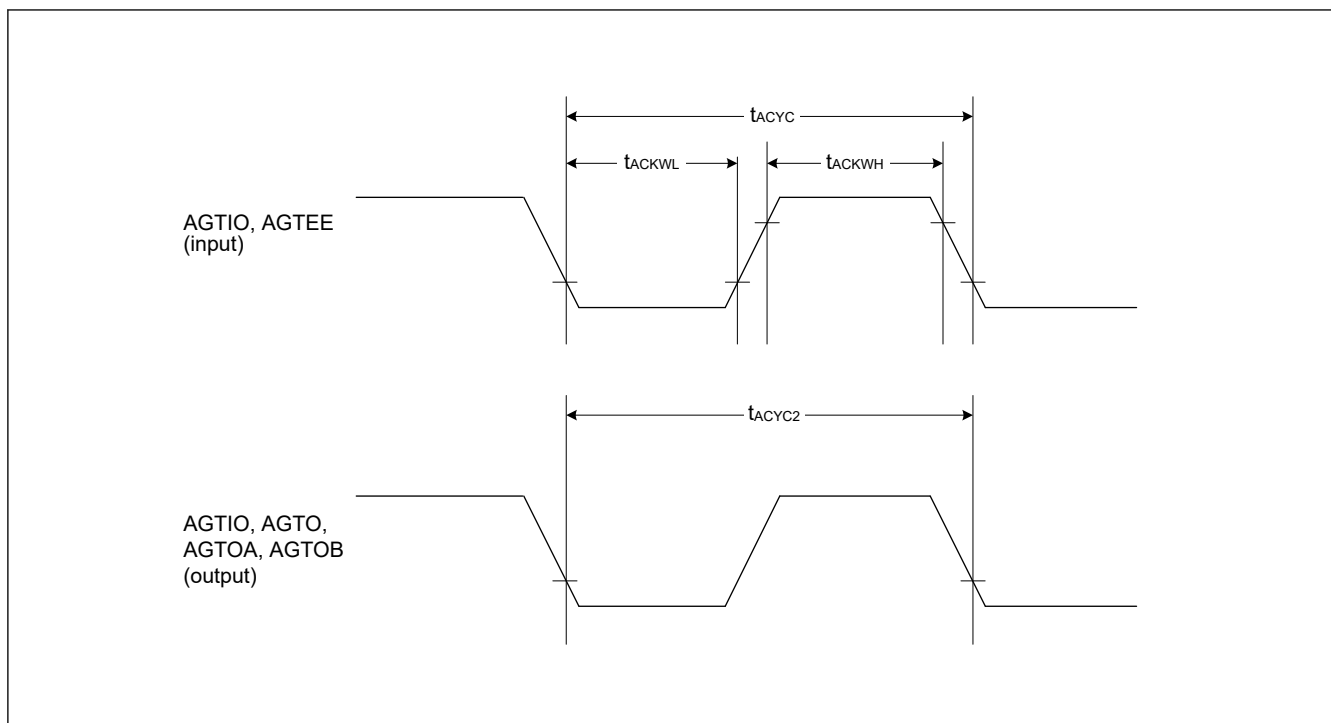 tACYC
tACKWL
tACKWH
AGTIO, AGTEE
(input)
tACYC2
AGTIO, AGTO,
AGTOA, AGTOB
(output)